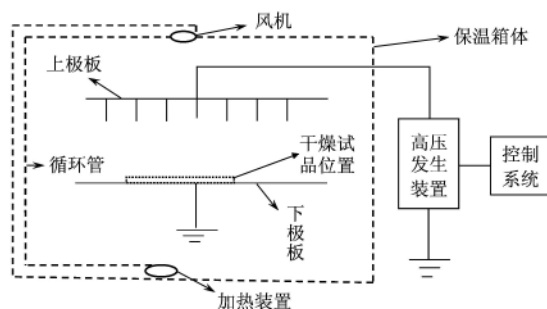 风机
保温箱体
上极板
干燥试
品位置
循环管
下
极
板
加热装置
高压
发生
装置
控制
系统